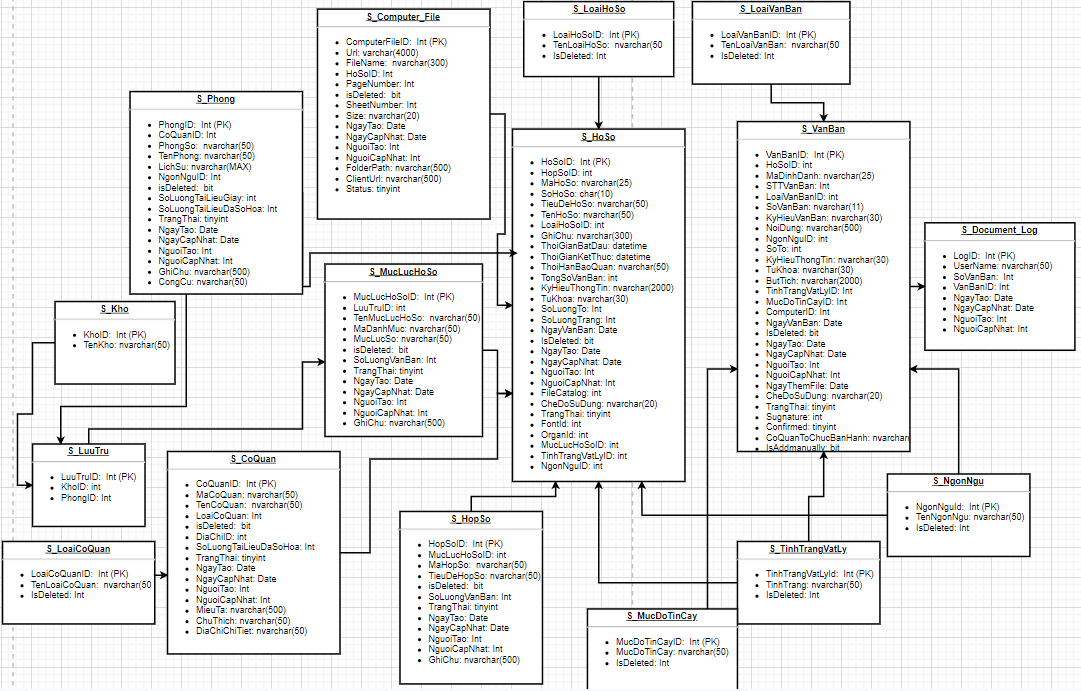 S_Computer_File
ComputerFileID: Int (PK)
Url: varchar(4000)
FileName: nvarchar(300)
HoSoID: Int
PageNumber: Int
isDeleted: bit
SheetNumber: Int
Size: nvarchar(20)
NgayTao: Date
NgayCapNhat: Date
NguoiTao: Int
NguoiCapNhat: Int
FolderPath: nvarchar(500)
ClientUrl: nvarchar(500)
Status: tinyint
S_LoaiHoSo
LoaiHoSoID: Int (PK)
TenLoaiHoSo: nvarchar(50
IsDeleted: Int
S_LoaiVanBan
LoaiVanBanID: Int (PK)
TenLoaiVanBan: nvarchar(50
IsDeleted: Int
S_Phong
PhongID: Int (PK)
CoQuanID: Int
PhongSo: nvarchar(50)
TenPhong: nvarchar(50)
LichSu: nvarchar(MAX)
NgonNguID: Int
isDeleted: bit
SoLuongTaiLieuGiay: int
SoLuongTaiLieuDaSoHoa: Int
TrangThai: tinyint
NgayTao: Date
NgayCapNhat: Date
NguoiTao: Int
NguoiCapNhat: Int
GhiChu: nvarchar(500)
CongCu: nvarchar(50)
S_HoSo
HoSoID: Int (PK)
HopSoID: int
MaHoSo: nvarchar(25)
SoHoSo: char(10)
TieuDeHoSo: nvarchar(50)
TenHoSo: nvarchar(50)
LoaiHoSoID: int
GhiChu: nvarchar(300)
ThoiGianBatDau: datetime
ThoiGianKetThuc: datetime
ThoiHanBaoQuan: nvarchar(50)
TongSoVanBan: int
KyHieuThongTin: nvarchar(2000)
TuKhoa: nvarchar(30)
SoLuongTo: Int
SoLuongTrang: Int
NgayVanBan: Date
IsDeleted: bit
NgayTao: Date
NgayCapNhat: Date
NguoiTao: Int
NguoiCapNhat: Int
FileCatalog: int
CheDoSuDung: nvarchar(20)
TrangThai: tinyint
FontId: int
OrganId: int
MucLucHoSoID: int
TinhTrangVatLyID: int
NgonNguID: int
S_VanBan
VanBanID: Int (PK)
HoSoID: int
MaDinhDanh: nvarchar(25)
STTVanBan: Int
LoaiVanBanID: int
SoVanBan: nvarchar(11)
KyHieuVanBan: nvarchar(30)
NoiDung: nvarchar(500)
NgonNguID: int
SoTo: int
KyHieuThongTin: nvarchar(30)
TuKhoa: nvarchar(30)
ButTich: nvarchar(2000)
TinhTrangVatLyID: Int
MucDoTinCayID: Int
ComputerID: Int
NgayVanBan: Date
IsDeleted: bit
NgayTao: Date
NgayCapNhat: Date
NguoiTao: Int
NguoiCapNhat: Int
NgayThemFile: Date
CheDoSuDung: nvarchar(20)
TrangThai: tinyint
Sugnature: int
Confirmed: tinyint
CoQuanToChucBanHanh: nvarchar
IsAddmanually: bit
S_Document_Log
LogID: Int (PK)
UserName: nvarchar(50)
SoVanBan: Int
VanBanID: Int
NgayTao: Date
NgayCapNhat: Date
NguoiTao: Int
NguoiCapNhat: Int
S_MucLucHoSo
MucLucHoSoID: Int (PK)
LuuTruID: int
TenMucLucHoSo: nvarchar(50)
MaDanhMuc: nvarchar(50)
MucLucSo: nvarchar(50)
isDeleted: bit
SoLuongVanBan: Int
TrangThai: tinyint
NgayTao: Date
NgayCapNhat: Date
NguoiTao: Int
NguoiCapNhat: Int
GhiChu: nvarchar(500)
S_Kho
KhoID: Int (PK)
TenKho: nvarchar(50)
S_LuuTru
LuuTruID: Int (PK)
KhoID: int
PhongID: Int
S_CoQuan
CoQuanID: Int (PK)
MaCoQuan: nvarchar(50)
TenCoQuan: nvarchar(50)
LoaiCoQuan: Int
isDeleted: bit
DiaChiID: int
SoLuongTaiLieuDaSoHoa: Int
TrangThai: tinyint
NgayTao: Date
NgayCapNhat: Date
NguoiTao: Int
NguoiCapNhat: Int
MieuTa: nvarchar(500)
ChuThich: nvarchar(50)
DiaChiChiTiet: nvarchar(50)
S_LoaiCoQuan
LoaiCoQuanID: Int (PK)
TenLoaiCoQuan: nvarchar(50
IsDeleted: Int
S_HopSo
HopSoID: Int (PK)
MucLucHoSoID: int
MaHopSo: nvarchar(50)
TieuDeHopSo: nvarchar(50)
isDeleted: bit
SoLuongVanBan: Int
TrangThai: tinyint
NgayTao: Date
NgayCapNhat: Date
NguoiTao: Int
NguoiCapNhat: Int
GhiChu: nvarchar(500)
S_NgonNgu
NgonNguId: Int (PK)
TenNgonNgu: nvarchar(50)
IsDeleted: Int
S_TinhTrangVatLy
TinhTrangVatLyId: Int (PK)
TinhTrang: nvarchar(50)
IsDeleted: Int
S_MucDoTinCay
MucDoTinCayID: Int (PK)
MucDoTinCay: nvarchar(50)
IsDeleted: Int